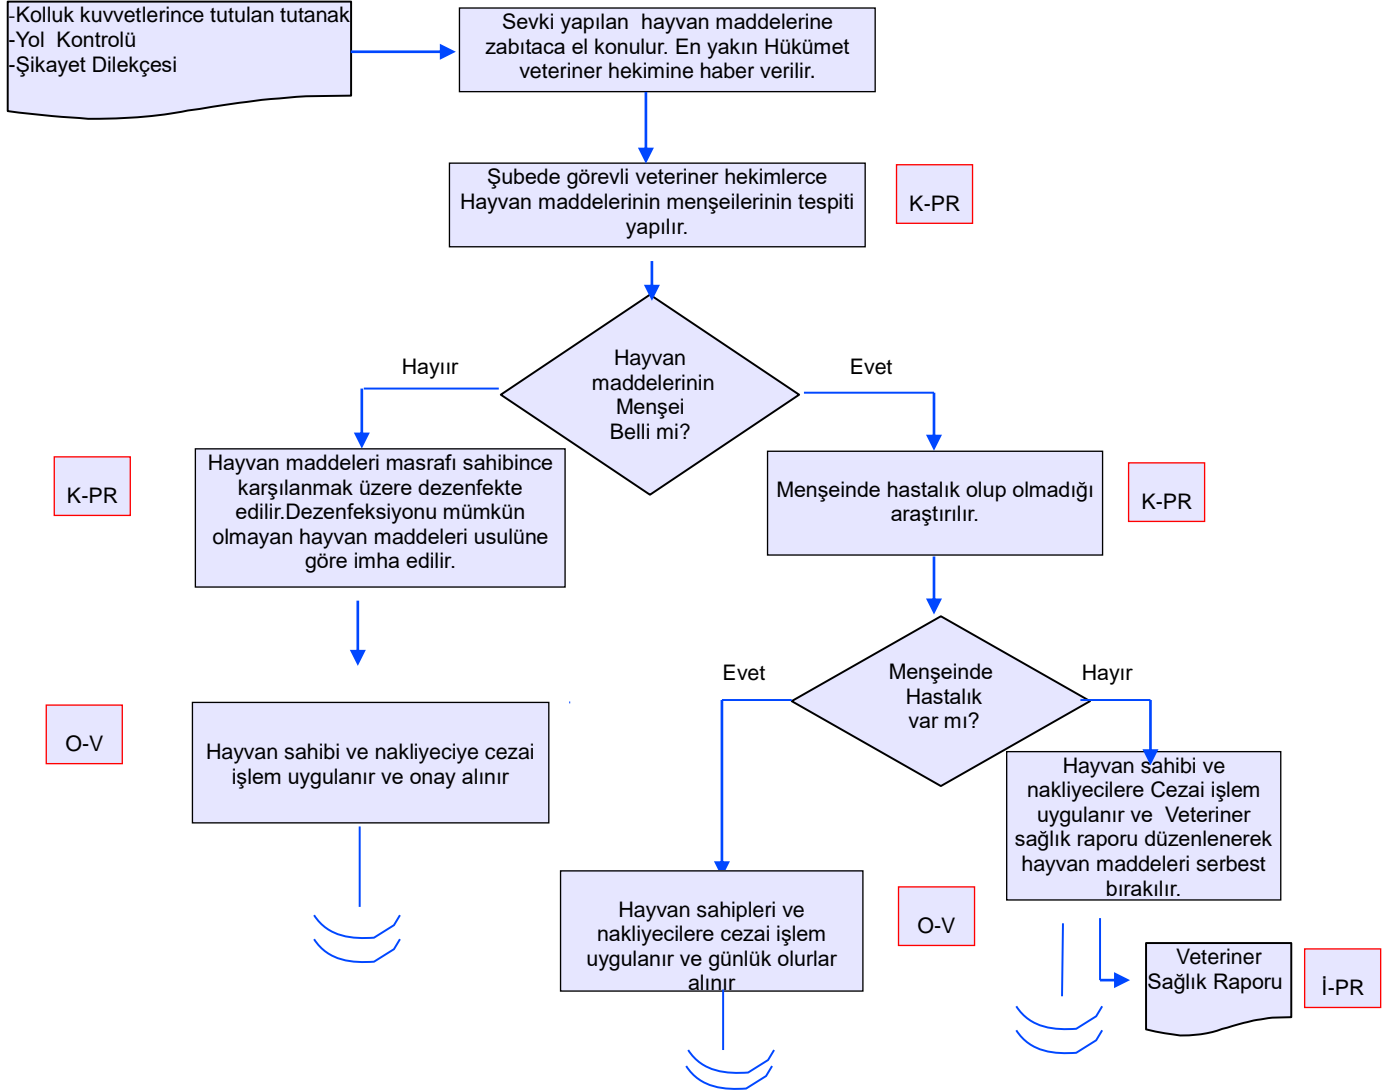 -Kolluk kuvvetlerince tutulan tutanak
-Yol  Kontrolü
-Şikayet Dilekçesi
Sevki yapılan  hayvan maddelerine
zabıtaca el konulur. En yakın Hükümet
veteriner hekimine haber verilir.
Şubede görevli veteriner hekimlerce
Hayvan maddelerinin menşeilerinin tespiti
yapılır.
K-PR
Hayvan
maddelerinin
Menşei
Belli mi?
Hayıır
Evet
K-PR
Hayvan maddeleri masrafı sahibince
karşılanmak üzere dezenfekte
edilir.Dezenfeksiyonu mümkün
olmayan hayvan maddeleri usulüne
göre imha edilir.
Menşeinde hastalık olup olmadığı
araştırılır.
K-PR
Menşeinde
Hastalık
var mı?
Evet
Hayır
O-V
Hayvan sahibi ve nakliyeciye cezai
işlem uygulanır ve onay alınır
Hayvan sahibi ve
nakliyecilere Cezai işlem
uygulanır ve  Veteriner
sağlık raporu düzenlenerek
hayvan maddeleri serbest
bırakılır.
Hayvan sahipleri ve
nakliyecilere cezai işlem
uygulanır ve günlük olurlar
alınır
O-V
Veteriner
Sağlık Raporu
İ-PR